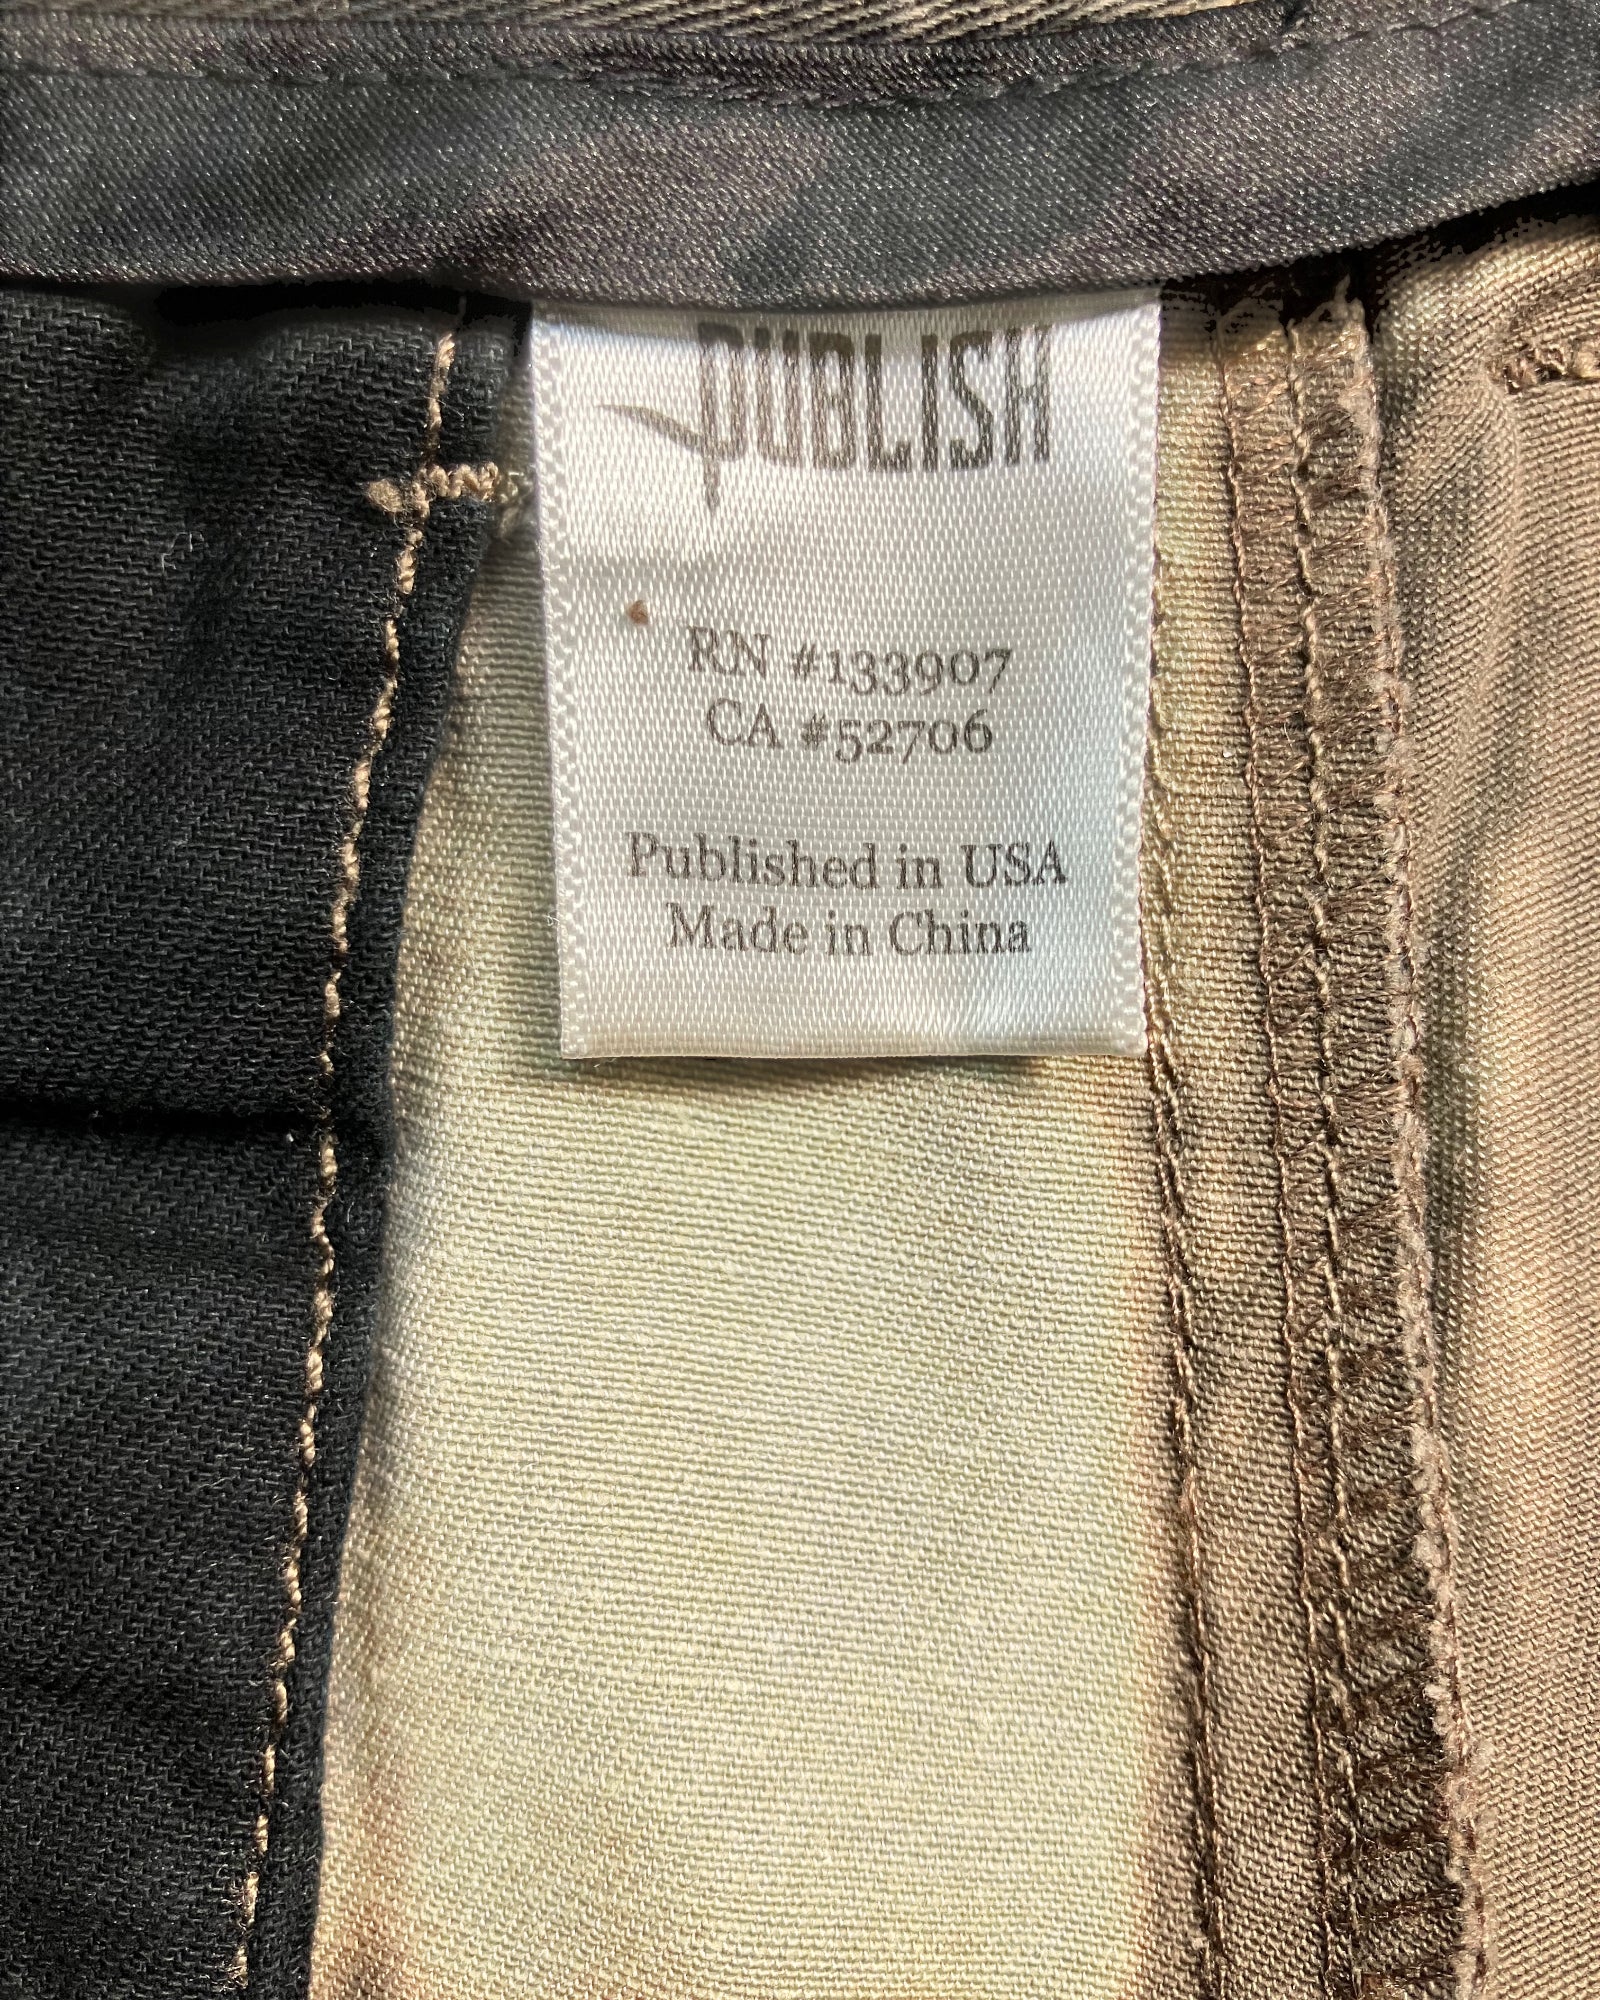 PUBLISH
RN #133907
CA #52706
Published in USA
Made in China